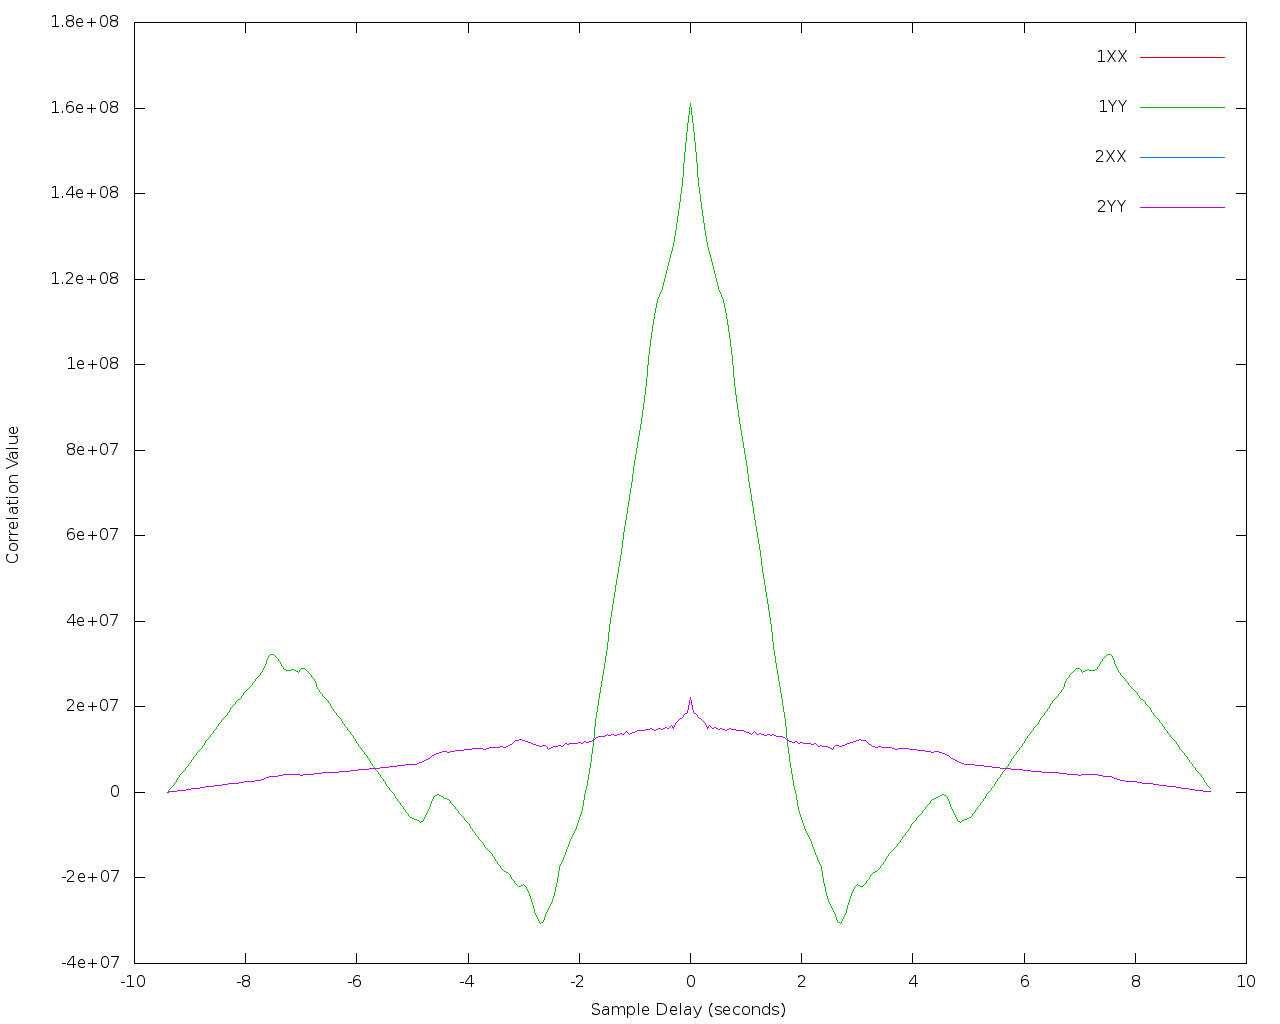 1.8e+08
1.6e+08
1.4e+08
1.2e+08
1e+08
8e+07
6e+07
4e+07
2e+07
0
-2e+07
-4e+07
Correlation Value
-10
-8
-6
-4
-2
0
2
4
6
8
10
Sample Delay (seconds)
1XX
1YY
2XX
2YY